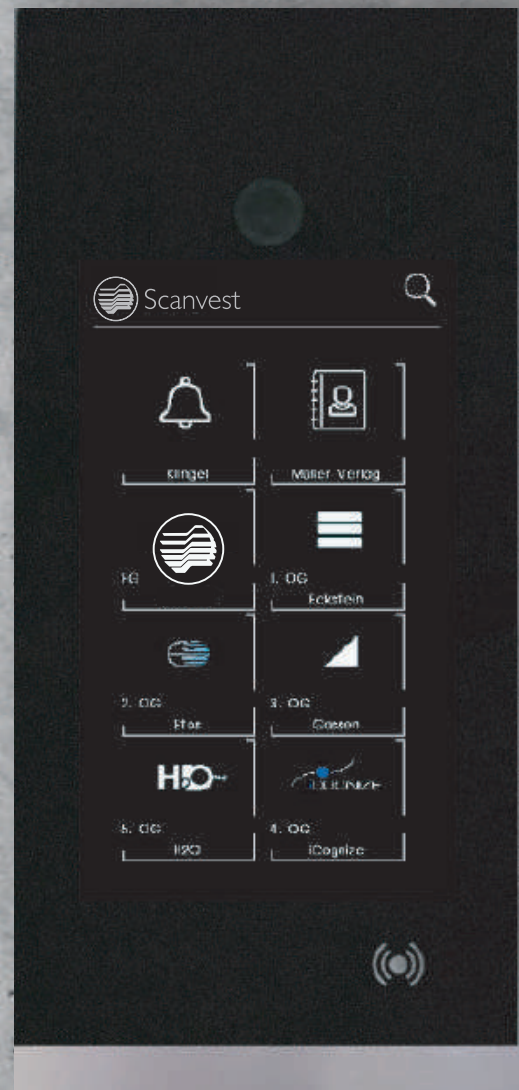 Scanvest
Klingel
Müller Verlag
EG
1. OG
Eckstein
2. OG
3. OG
H2O
ICOGNIZE
5. OG
4. OG
H2O
iCognize